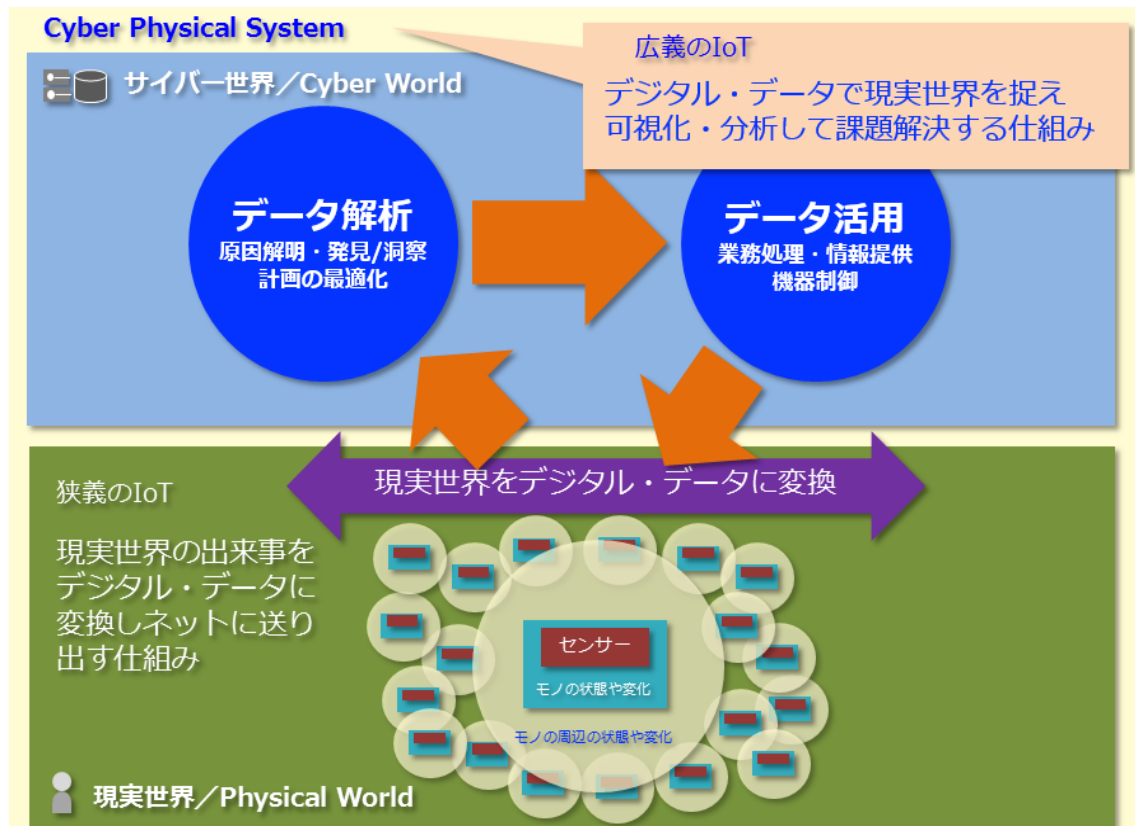 Cyber Physical System
広義のIoT
デジタル・データで現実世界を捉え
可視化・分析して課題解決する仕組み
サイバー世界／Cyber World
データ解析
原因解明・発見/洞察
計画の最適化
データ活用
業務処理・情報提供
機器制御
現実世界をデジタル・データに変換
狭義のIoT
現実世界の出来事を
デジタル・データに
変換しネットに送り
出す仕組み
センサー
モノの状態や変化
モノの周辺の状態や変化
現実世界／Physical World